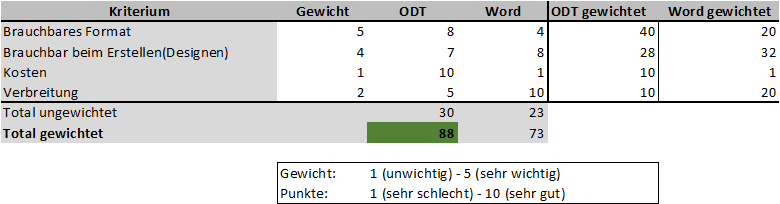 Kriterium Gewicht ODT Word ODT gewichtet Word gewichtet
Brauchbares Format 5 8 4 40 20
Brauchbar beim Erstellen(Designen) 4 7 8 28 32
Kosten 1 10 1 10 1
Verbreitung 2 5 10 10 20
Total ungewichtet 30 23
Total gewichtet 88 73
Gewicht: 1 (unwichtig) - 5 (sehr wichtig)
Punkte: 1 (sehr schlecht) - 10 (sehr gut)